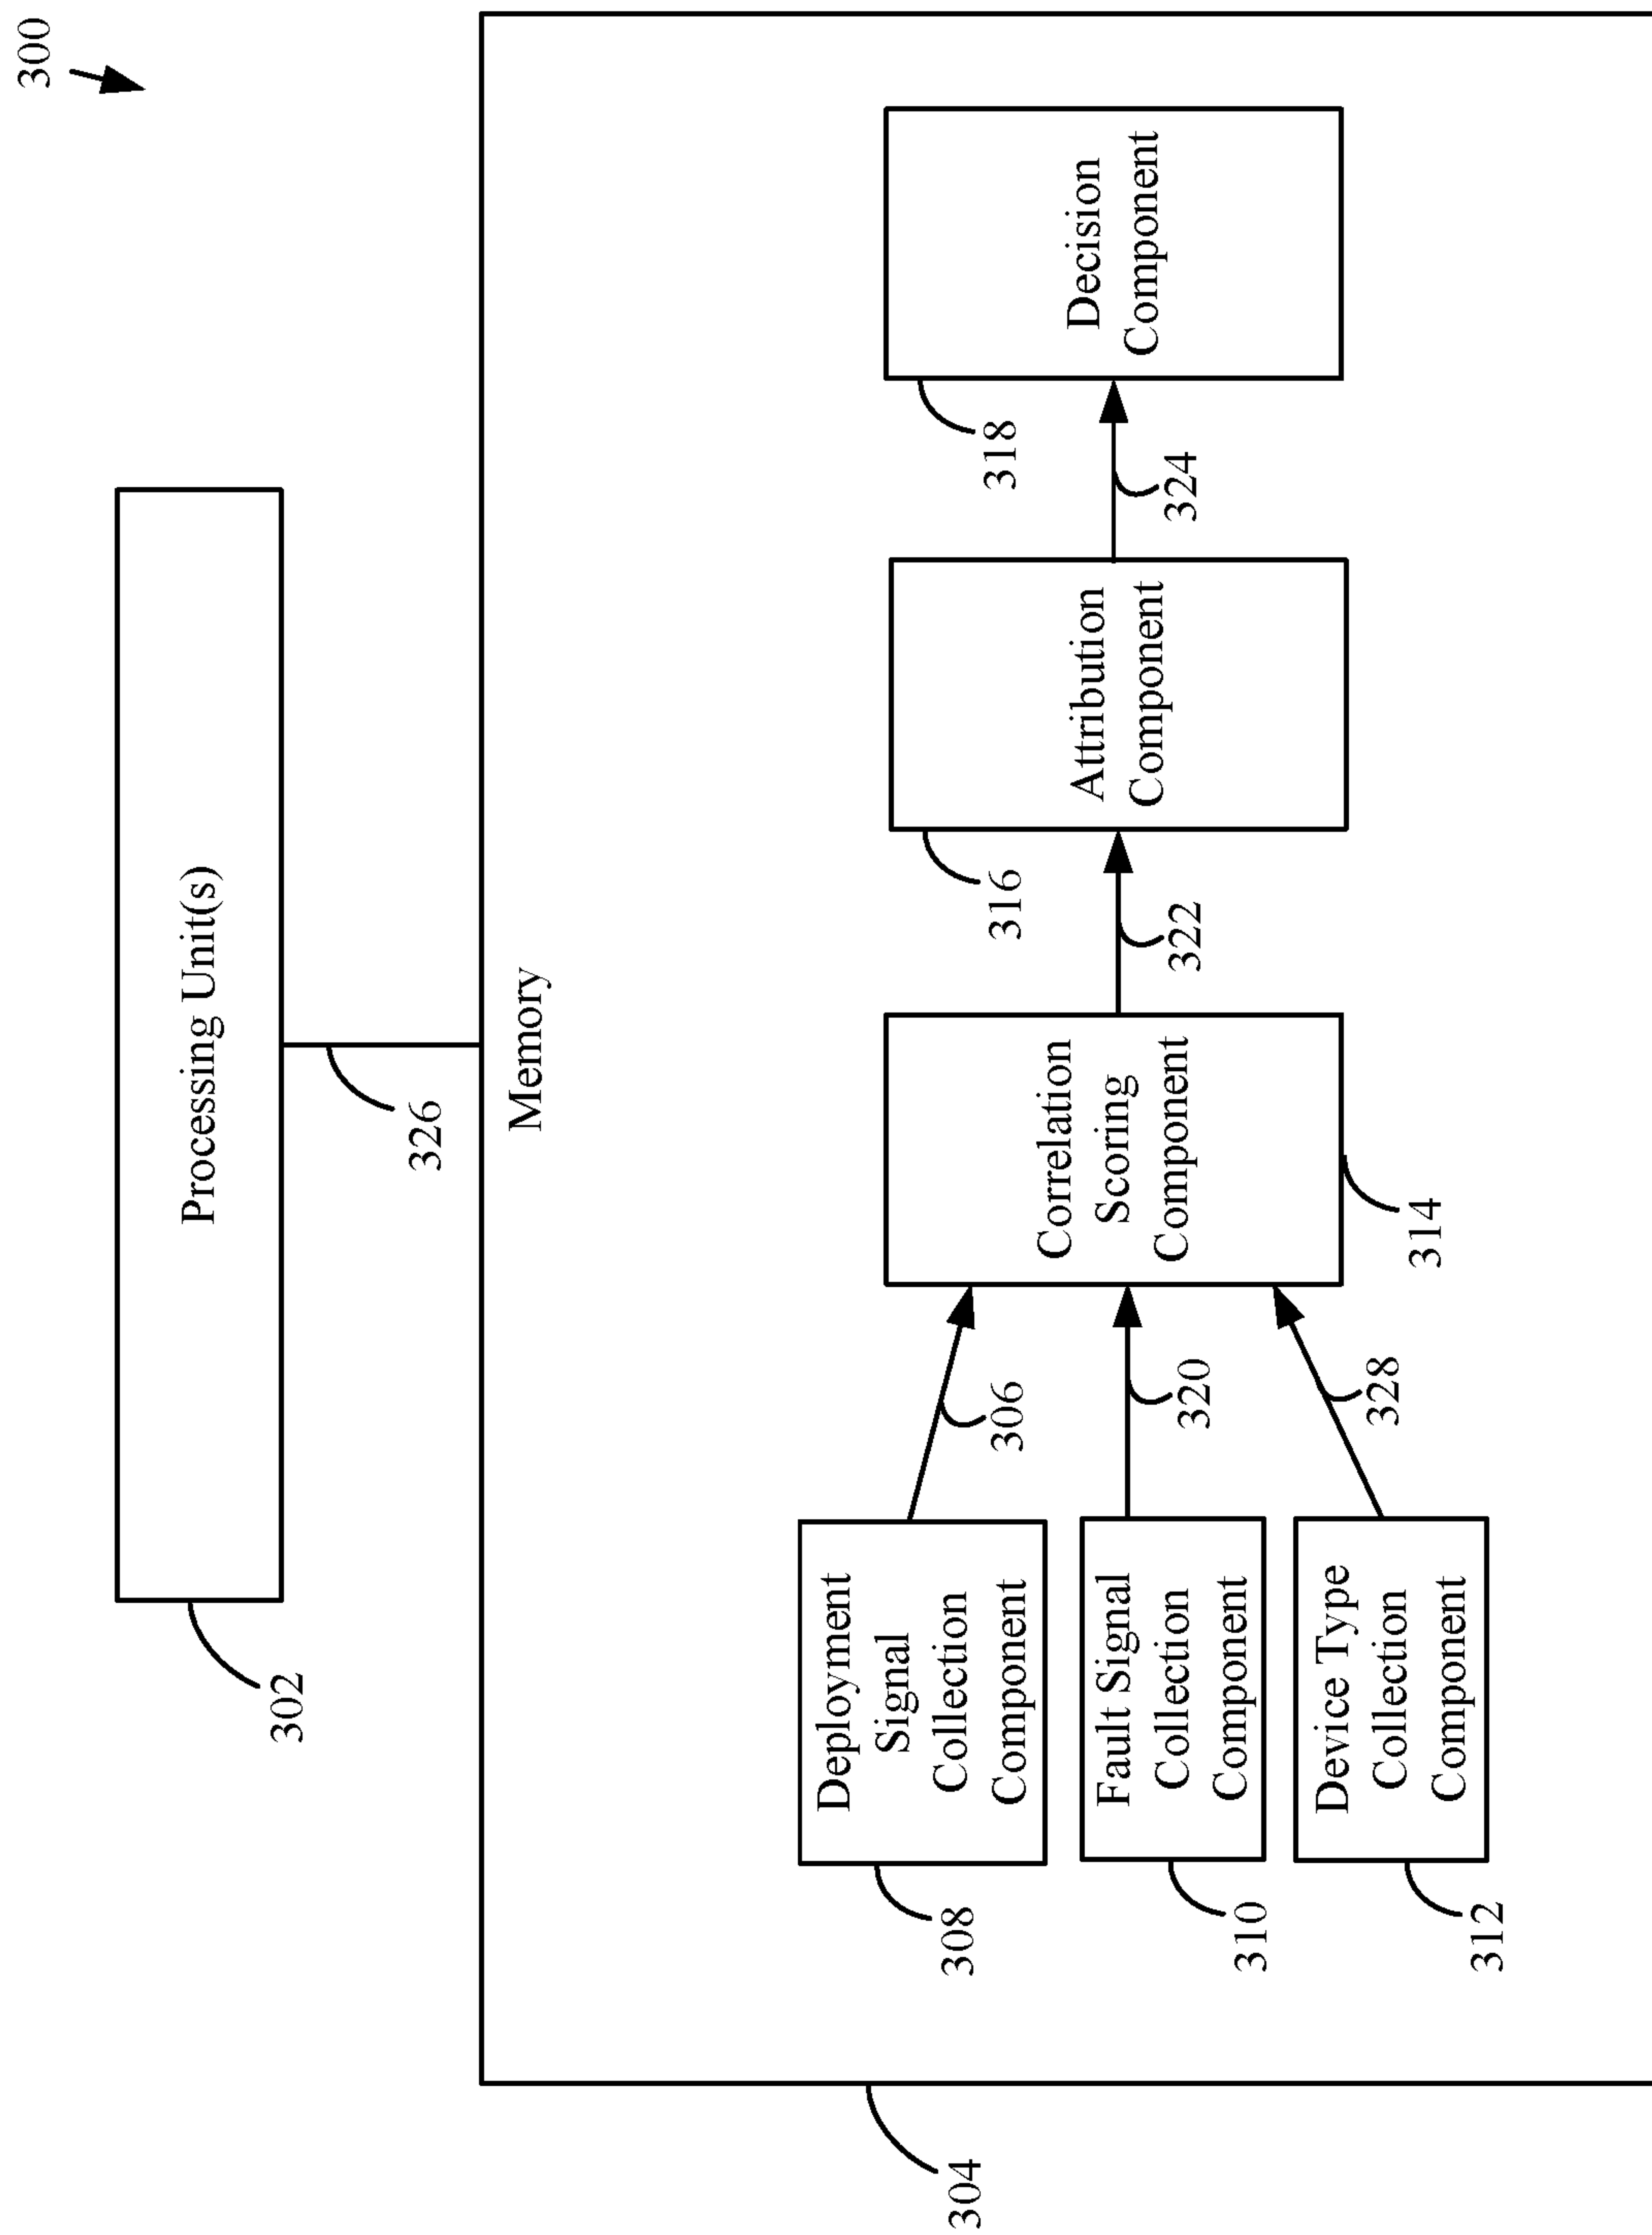 300
Processing Unit(s)
302
326
Memory
304
Deployment
Signal
Collection
Component
308
306
Fault Signal
Collection
Component
310
320
Device Type
Collection
Component
312
328
Correlation
Scoring
Component
314
322
Attribution
Component
316
324
Decision
Component
318